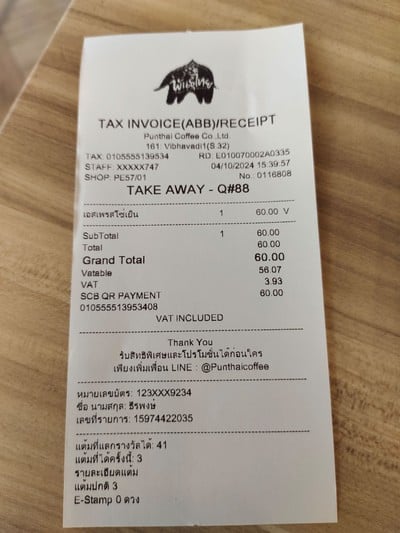 พันธุ์ไทย
TAX INVOICE(ABB)/RECEIPT
Punthai Coffee Co.,Ltd.
161: Vibhavadi1(S.32)
TAX: 0105555139534 RD: E010070002A0335
STAFF: XXXXX747 04/10/2024 15:39:57
SHOP: PE57/01 No.: 0116808
TAKE AWAY - Q#88
เอสเพรสโซ่เย็น 1 60.00 V
SubTotal 1 60.00
Total 60.00
Grand Total 60.00
Vatable 56.07
VAT 3.93
SCB QR PAYMENT 60.00
010555513953408
VAT INCLUDED
Thank You
รับสิทธิพิเศษและโปรโมชั่นได้ก่อนใคร
เพียงเพิ่มเพื่อน LINE : @Punthaicoffee
หมายเลขบัตร: 123XXX9234
ชื่อ นามสกุล: ธีรพงษ์
เลขที่รายการ: 15974422035
แต้มที่แลกรางวัลได้: 41
แต้มที่ได้ครั้งนี้: 3
รายละเอียดแต้ม
แต้มปกติ 3
E-Stamp 0 ดวง